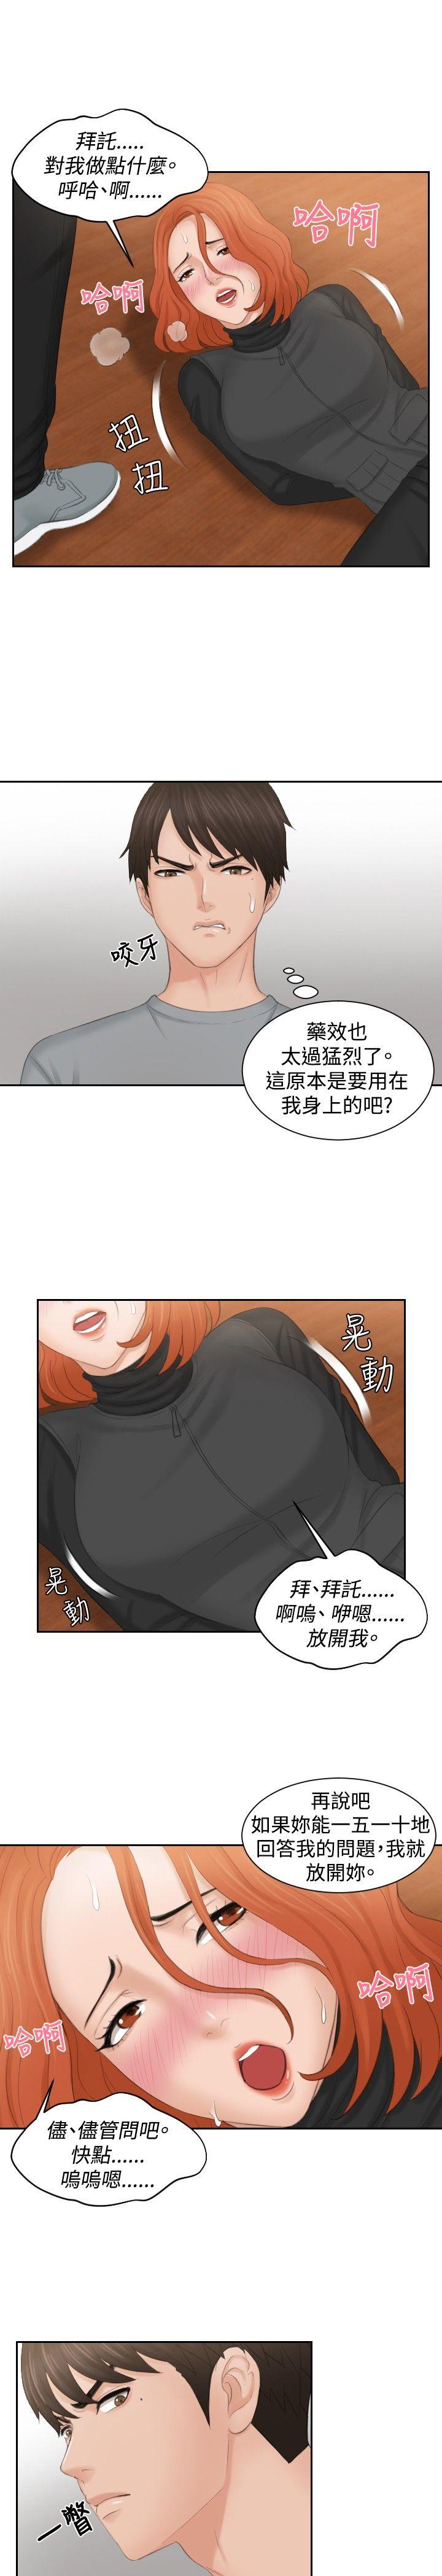 拜託.....
對我做點什麼。
呼哈、啊......
哈啊
哈啊
扭
扭
咬牙
藥效也
太過猛烈了。
這原本是要用在
我身上的吧?
晃
動
晃
動
拜、拜託......
啊嗚、咿嗯......
放開我。
再說吧
如果妳能一五一十地
回答我的問題，我就
放開妳。
哈啊
哈啊
儘、儘管問吧。
快點......
嗚嗚嗯......
一瞥